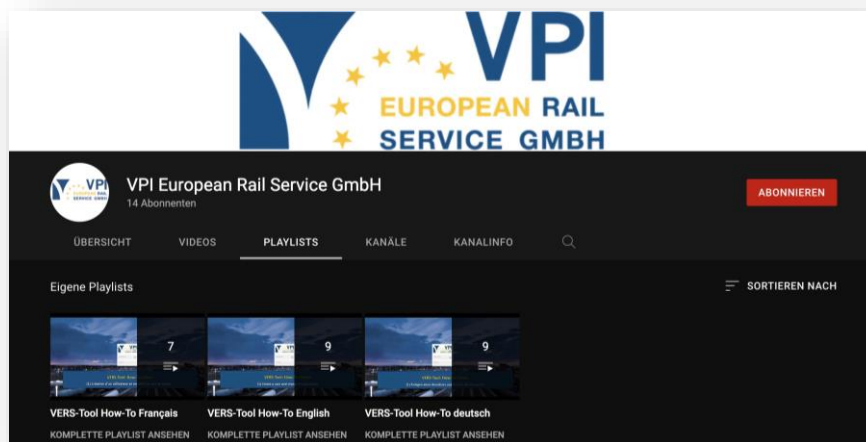 VPI
EUROPEAN RAIL
SERVICE GMBH
VPI European Rail Service GmbH
14 Abonnenten
ABONNIEREN
ÜBERSICHT VIDEOS PLAYLISTS KANÄLE KANALINFO
Eigene Playlists
SORTIEREN NACH
7 9 9
VERS-Tool How-To Français VERS-Tool How-To English VERS-Tool How-To deutsch
KOMPLETTE PLAYLIST ANSEHEN KOMPLETTE PLAYLIST ANSEHEN KOMPLETTE PLAYLIST ANSEHEN